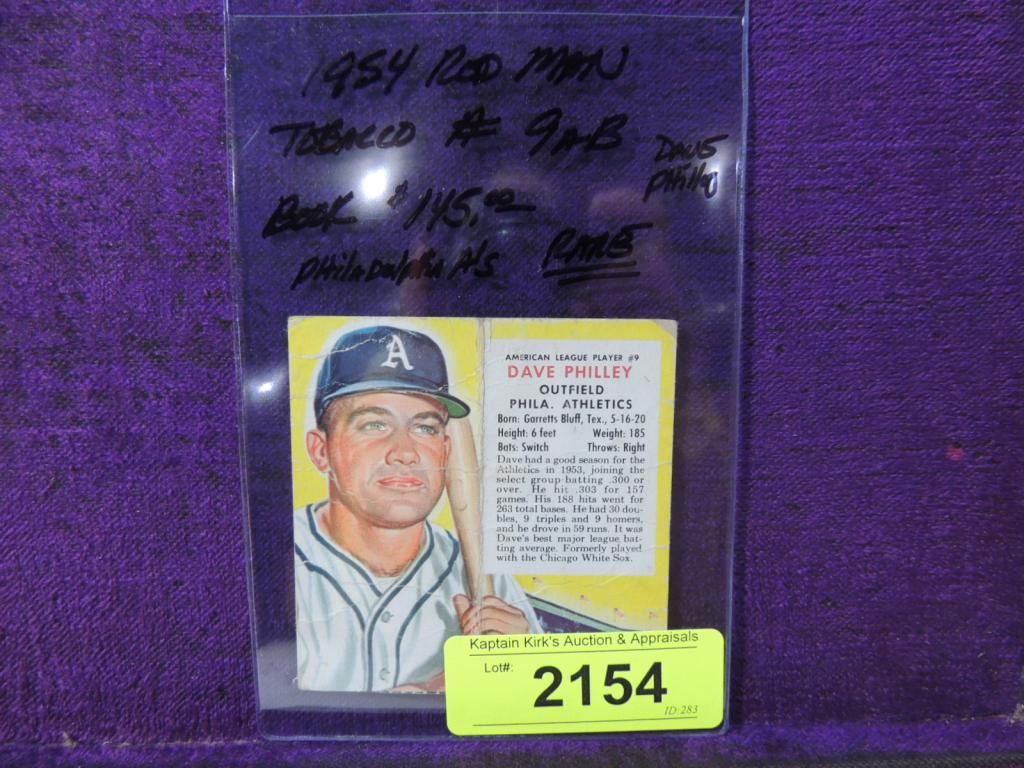 1954 RED MAN
TOBACCO # 9AB
DAVE
Philley
BOOK $145.00
PHilaDelphia A's RARE
A
AMERICAN LEAGUE PLAYER #9
DAVE PHILLEY
OUTFIELD
PHILA. ATHLETICS
Born: Garretts Bluff, Tex., 5-16-20
Height: 6 feet Weight: 185
Bats: Switch Throws: Right
Dave had a good season for the
Athletics in 1953, joining the
select group batting .300 or
over. He hit .303 for 157
games. His 188 hits went for
263 total bases. He had 30 dou-
bles, 9 triples and 9 homers,
and he drove in 59 runs. It was
Dave's best major league bat-
ting average. Formerly played
with the Chicago White Sox.
Kaptain Kirk's Auction & Appraisals
Lot#: 2154
ID:283